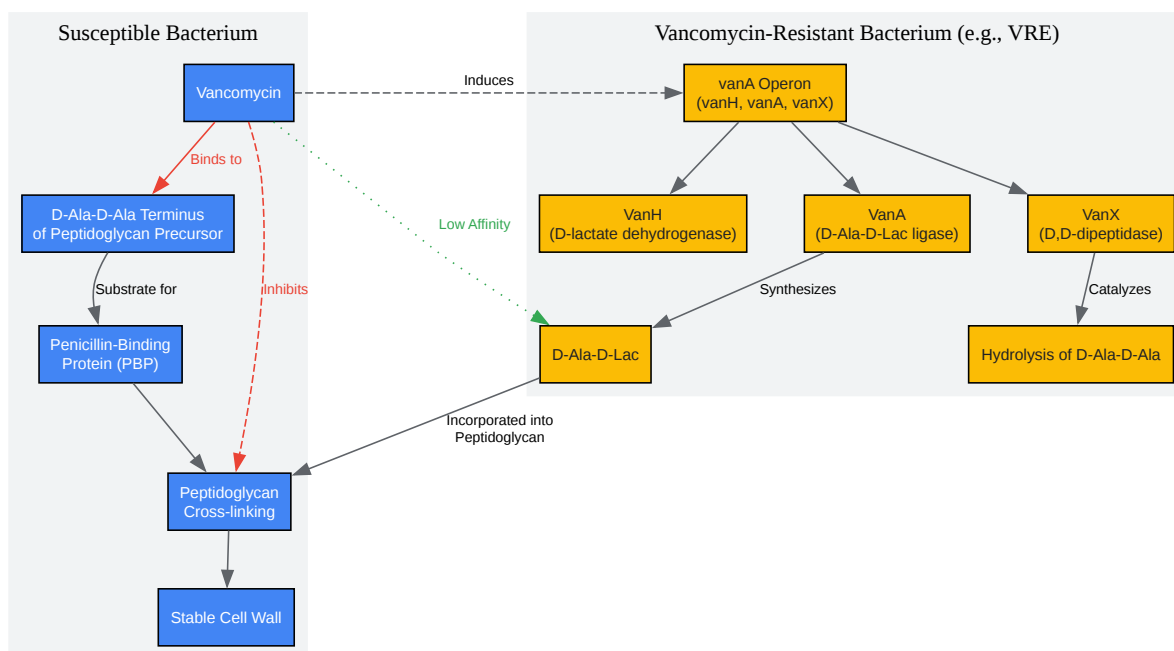 Susceptible Bacterium
Vancomycin-Resistant Bacterium (e.g., VRE)
Vancomycin
Induces
vanA Operon
(vanH, vanA, vanX)
Binds to
D-Ala-D-Ala Terminus
of Peptidoglycan Precursor
Low Affinity
VanH
(D-lactate dehydrogenase)
VanA
(D-Ala-D-Lac ligase)
VanX
(D,D-dipeptidase)
Substrate for
Inhibits
Synthesizes
Catalyzes
Penicillin-Binding
Protein (PBP)
D-Ala-D-Lac
Hydrolysis of D-Ala-D-Ala
Incorporated into
Peptidoglycan
Peptidoglycan
Cross-linking
Stable Cell Wall